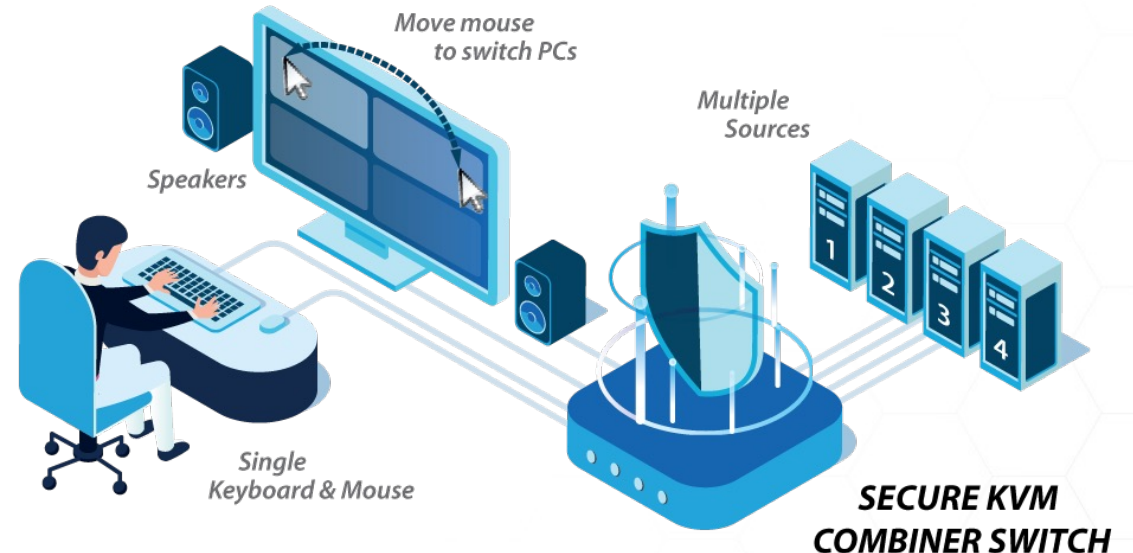 Move mouse
to switch PCs
Multiple
Sources
Speakers
1
2
3
4
Single
Keyboard & Mouse
SECURE KVM
COMBINER SWITCH